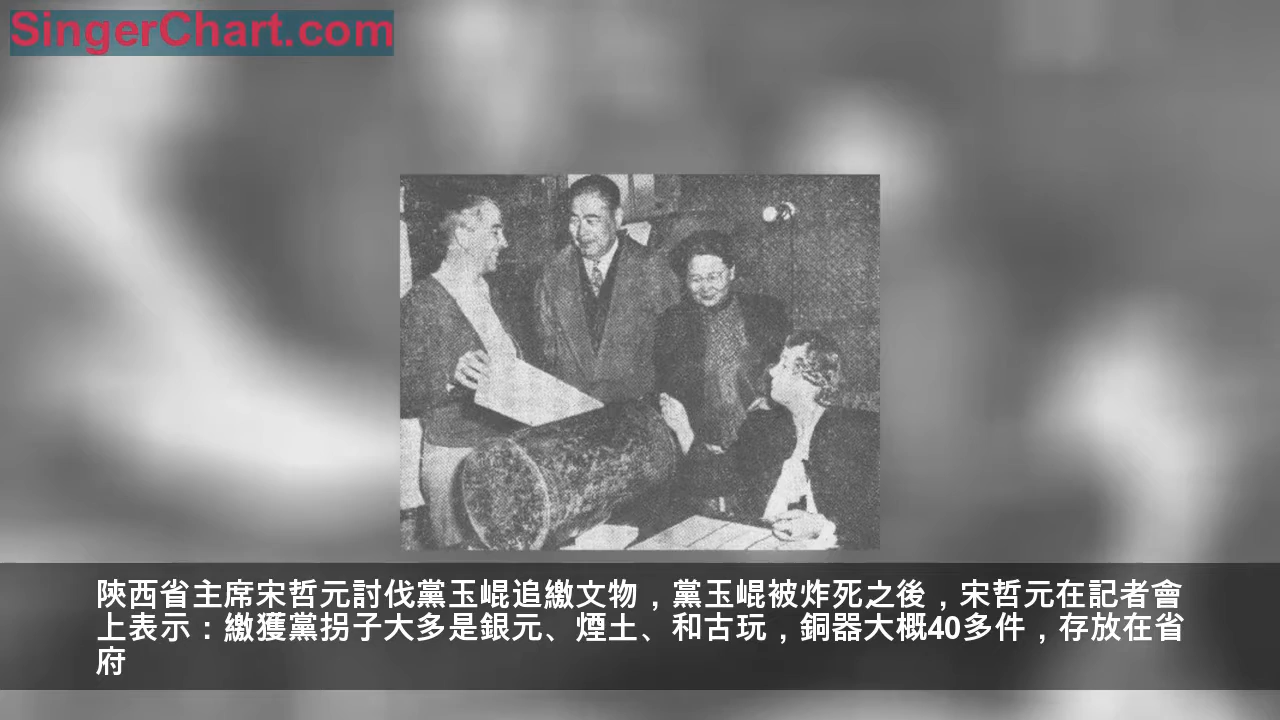 SingerChart.com
陝西省主席宋哲元討伐黨玉崐追繳文物，黨玉崐被炸死之後，宋哲元在記者會
上表示：繳獲黨拐子大多是銀元、煙土、和古玩，銅器大概40多件，存放在省
府